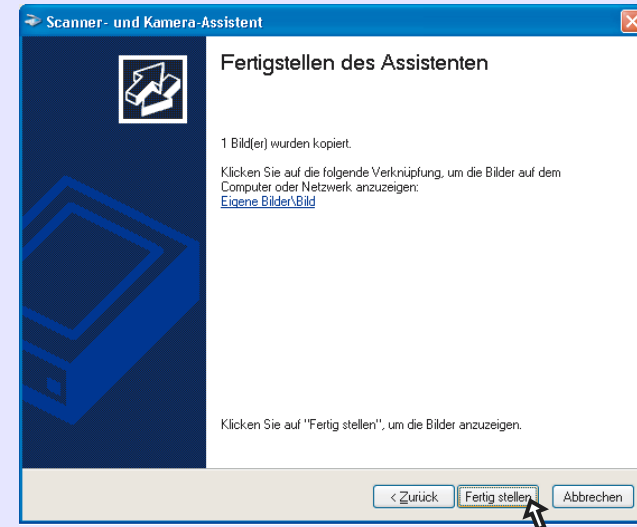 Scanner- und Kamera-Assistent
Fertigstellen des Assistenten
1 Bild(er) wurden kopiert.
Klicken Sie auf die folgende Verknüpfung, um die Bilder auf dem
Computer oder Netzwerk anzuzeigen:
Eigene Bilder\Bild
Klicken Sie auf "Fertig stellen", um die Bilder anzuzeigen.
< Zurück
Fertig stellen
Abbrechen